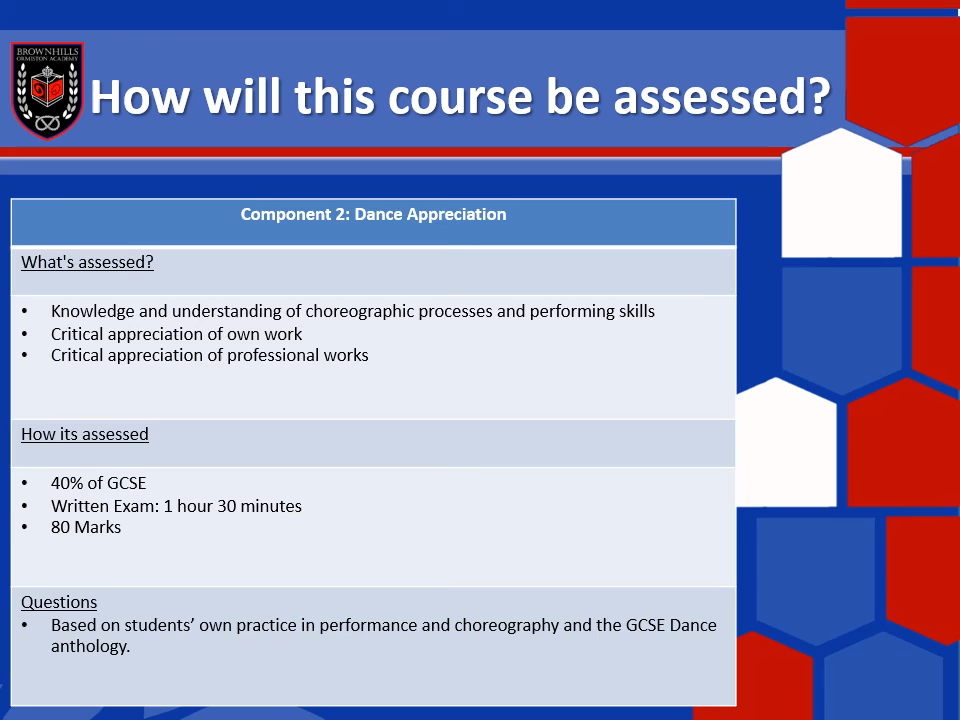 BROWNHILLS
ORMISTON ACADEMY
How will this course be assessed?
Component 2: Dance Appreciation
What's assessed?
• Knowledge and understanding of choreographic processes and performing skills
• Critical appreciation of own work
• Critical appreciation of professional works
How its assessed
• 40% of GCSE
• Written Exam: 1 hour 30 minutes
• 80 Marks
Questions
• Based on students’ own practice in performance and choreography and the GCSE Dance
anthology.